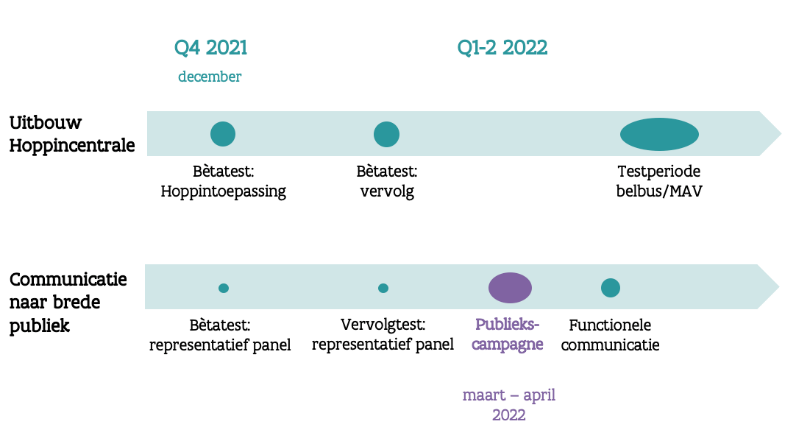 Q4 2021
december
Q1-2 2022
Uitbouw
Hoppincentrale
Bètatest:
Hoppintoepassing
Bètatest:
vervolg
Testperiode
belbus/MAV
Communicatie
naar brede
publiek
Bètatest:
representatief panel
Vervolgtest:
representatief panel
Publieks-
campagne
Functionele
communicatie
maart – april
2022